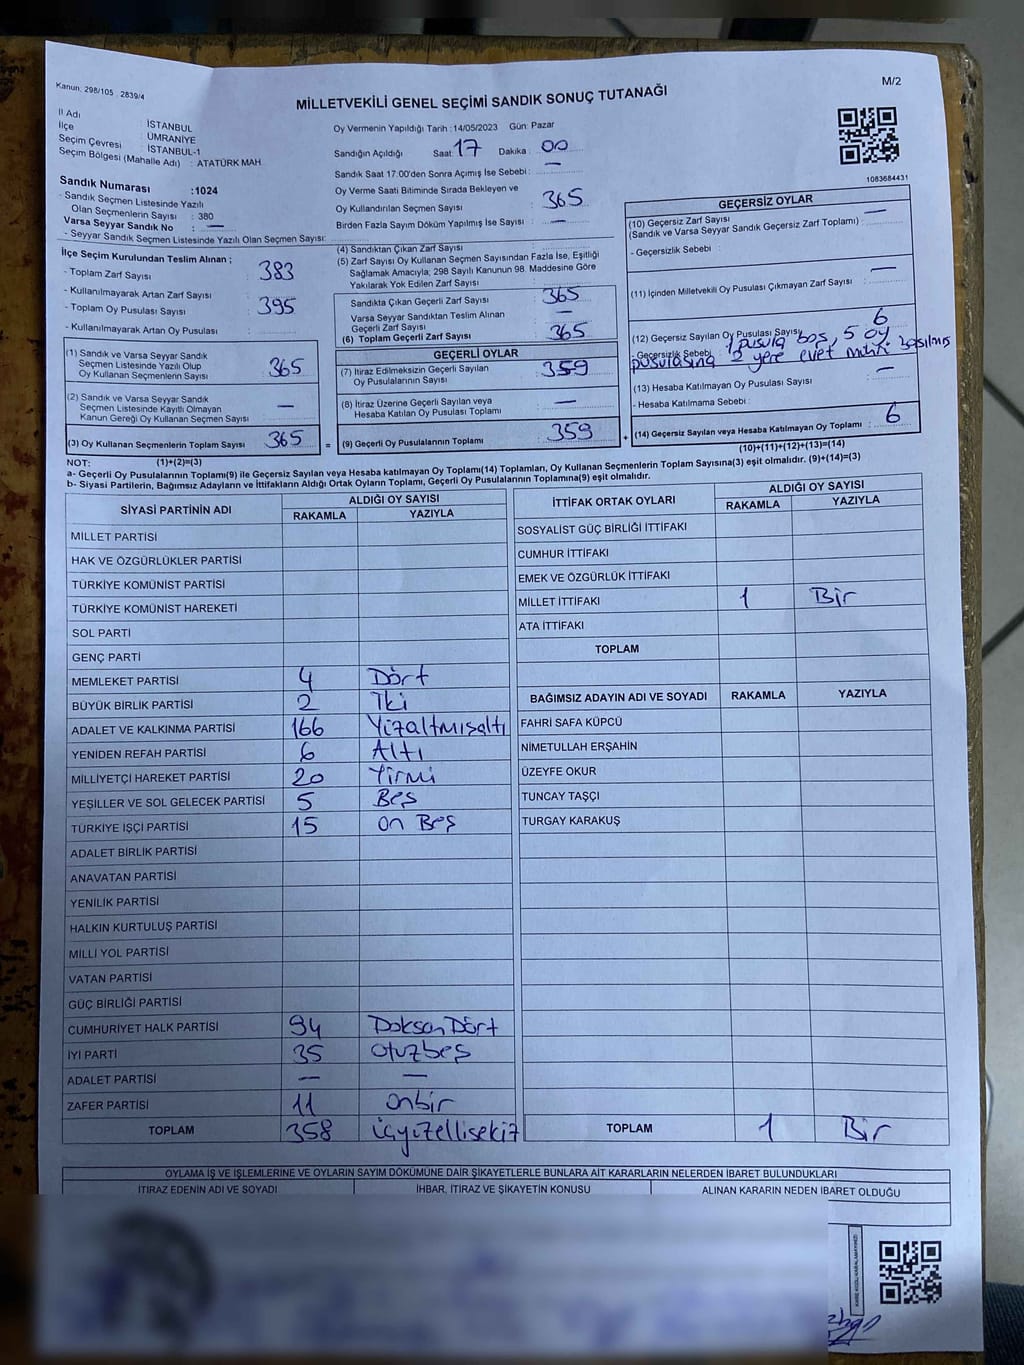 Kanun: 298/105 2839/4
M/2
MİLLETVEKİLİ GENEL SEÇİMİ SANDIK SONUÇ TUTANAĞI
İl Adı İSTANBUL
İlçe ÜMRANİYE
Seçim Çevresi : İSTANBUL-1
Seçim Bölgesi (Mahalle Adı) : ATATÜRK MAH.
Oy Vermenin Yapıldığı Tarih : 14/05/2023 Gün: Pazar
Sandığın Açıldığı Saat: 17 Dakika : 00
Sandık Saat 17.00'den Sonra Açımış İse Sebebi : —
Oy Verme Saati Bitiminde Sırada Bekleyen ve
Oy Kullandırılan Seçmen Sayısı : 365
Birden Fazla Sayım Döküm Yapılmış İse Sayısı : —
1083684431
Sandık Numarası :1024
- Sandık Seçmen Listesinde Yazılı
Olan Seçmenlerin Sayısı : 380
Varsa Seyyar Sandık No : —
- Seyyar Sandık Seçmen Listesinde Yazılı Olan Seçmen Sayısı:
İlçe Seçim Kurulundan Teslim Alınan ;
- Toplam Zarf Sayısı : 383
- Kullanılmayarak Artan Zarf Sayısı :
- Toplam Oy Pusulası Sayısı : 395
- Kullanılmayarak Artan Oy Pusulası :
(1) Sandık ve Varsa Seyyar Sandık
Seçmen Listesinde Yazılı Olup
Oy Kullanan Seçmenlerin Sayısı : 365
(2) Sandık ve Varsa Seyyar Sandık
Seçmen Listesinde Kayıtlı Olmayan
Kanun Gereği Oy Kullanan Seçmen Sayısı : —
(3) Oy Kullanan Seçmenlerin Toplam Sayısı : 365
(4) Sandıktan Çıkan Zarf Sayısı :
(5) Zarf Sayısı Oy Kullanan Seçmen Sayısından Fazla İse, Eşitliği
Sağlamak Amacıyla; 298 Sayılı Kanunun 98. Maddesine Göre
Yakılarak Yok Edilen Zarf Sayısı :
Sandıkta Çıkan Geçerli Zarf Sayısı : 365
Varsa Seyyar Sandıktan Teslim Alınan
Geçerli Zarf Sayısı : —
(6) Toplam Geçerli Zarf Sayısı : 365
GEÇERLİ OYLAR
(7) İtiraz Edilmeksizin Geçerli Sayılan
Oy Pusulalarının Sayısı : 359
(8) İtiraz Üzerine Geçerli Sayılan veya
Hesaba Katılan Oy Pusulası Toplamı : —
= (9) Geçerli Oy Pusulalarının Toplamı : 359
GEÇERSİZ OYLAR
(10) Geçersiz Zarf Sayısı
(Sandık ve Varsa Seyyar Sandık Geçersiz Zarf Toplamı) : —
- Geçersizlik Sebebi :
(11) İçinden Milletvekili Oy Pusulası Çıkmayan Zarf Sayısı : —
(12) Geçersiz Sayılan Oy Pusulası Sayısı : 6
- Geçersizlik Sebebi : 1 pusula boş, 5 oy
pusulasına 2 yere evet mührü basılmış
(13) Hesaba Katılmayan Oy Pusulası Sayısı : —
- Hesaba Katılmama Sebebi :
+ (14) Geçersiz Sayılan veya Hesaba Katılmayan Oy Toplamı : 6
NOT: (1)+(2)=(3)
(10)+(11)+(12)+(13)=(14)
a- Geçerli Oy Pusulalarının Toplamı(9) ile Geçersiz Sayılan veya Hesaba katılmayan Oy Toplamı(14) Toplamları, Oy Kullanan Seçmenlerin Toplam Sayısına(3) eşit olmalıdır. (9)+(14)=(3)
b- Siyasi Partilerin, Bağımsız Adayların ve İttifakların Aldığı Ortak Oyların Toplamı, Geçerli Oy Pusulalarının Toplamına(9) eşit olmalıdır.
SİYASİ PARTİNİN ADI ALDIĞI OY SAYISI
RAKAMLA YAZIYLA
MİLLET PARTİSİ
HAK VE ÖZGÜRLÜKLER PARTİSİ
TÜRKİYE KOMÜNİST PARTİSİ
TÜRKİYE KOMÜNİST HAREKETİ
SOL PARTİ
GENÇ PARTİ
MEMLEKET PARTİSİ 4 Dört
BÜYÜK BİRLİK PARTİSİ 2 İki
ADALET VE KALKINMA PARTİSİ 166 Yüzaltmışaltı
YENİDEN REFAH PARTİSİ 6 Altı
MİLLİYETÇİ HAREKET PARTİSİ 20 Yirmi
YEŞİLLER VE SOL GELECEK PARTİSİ 5 Beş
TÜRKİYE İŞÇİ PARTİSİ 15 on Beş
ADALET BİRLİK PARTİSİ
ANAVATAN PARTİSİ
YENİLİK PARTİSİ
HALKIN KURTULUŞ PARTİSİ
MİLLİ YOL PARTİSİ
VATAN PARTİSİ
GÜÇ BİRLİĞİ PARTİSİ
CUMHURİYET HALK PARTİSİ 94 Doksan Dört
İYİ PARTİ 35 otuzbeş
ADALET PARTİSİ — —
ZAFER PARTİSİ 11 onbir
TOPLAM 358 üçyüzellisekiz
İTTİFAK ORTAK OYLARI ALDIĞI OY SAYISI
RAKAMLA YAZIYLA
SOSYALİST GÜÇ BİRLİĞİ İTTİFAKI
CUMHUR İTTİFAKI
EMEK VE ÖZGÜRLÜK İTTİFAKI
MİLLET İTTİFAKI 1 Bir
ATA İTTİFAKI
TOPLAM
BAĞIMSIZ ADAYIN ADI VE SOYADI RAKAMLA YAZIYLA
FAHRİ SAFA KÜPCÜ
NİMETULLAH ERŞAHİN
ÜZEYFE OKUR
TUNCAY TAŞÇI
TURGAY KARAKUŞ
TOPLAM 1 Bir
OYLAMA İŞ VE İŞLEMLERİNE VE OYLARIN SAYIM DÖKÜMÜNE DAİR ŞİKAYETLERLE BUNLARA AİT KARARLARIN NELERDEN İBARET BULUNDUKLARI
İTİRAZ EDENİN ADI VE SOYADI İHBAR, İTİRAZ VE ŞİKAYETİN KONUSU ALINAN KARARIN NEDEN İBARET OLDUĞU